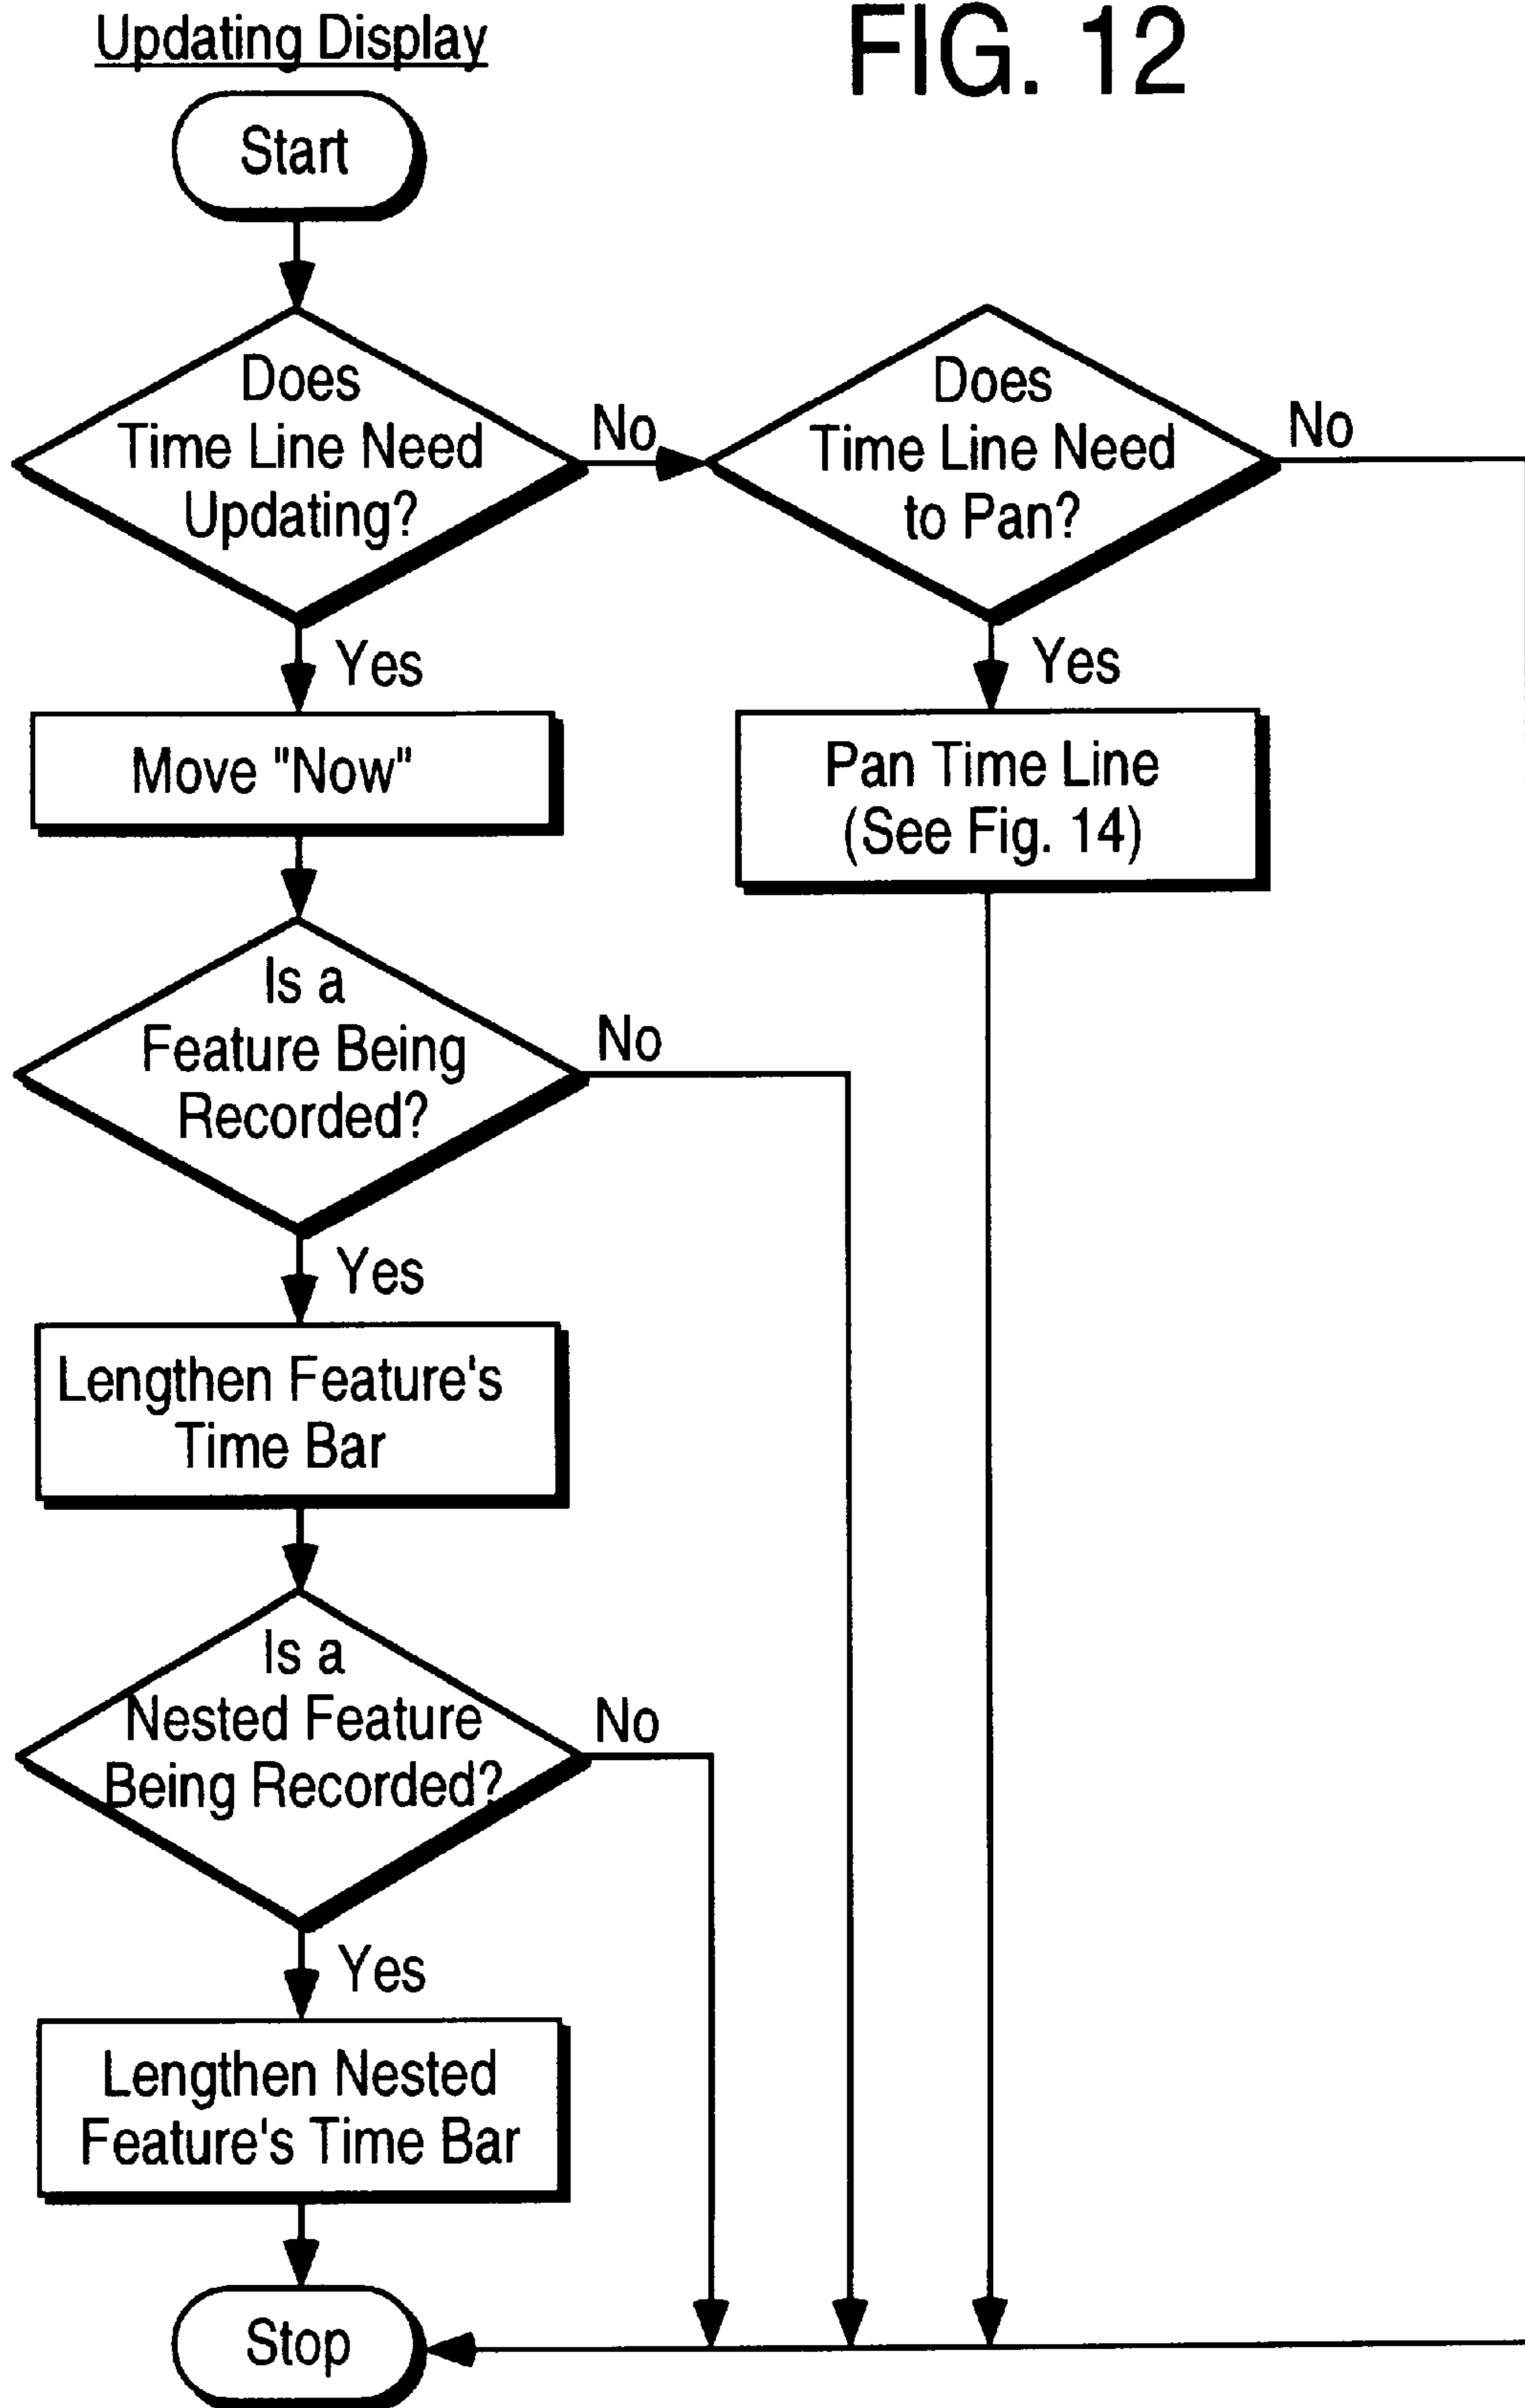 Updating Display
FIG. 12
Start
Does
Time Line Need
Updating?
No
Does
Time Line Need
to Pan?
No
Yes
Yes
Move "Now"
Pan Time Line
(See Fig. 14)
Is a
Feature Being
Recorded?
No
Yes
Lengthen Feature's
Time Bar
Is a
Nested Feature
Being Recorded?
No
Yes
Lengthen Nested
Feature's Time Bar
Stop